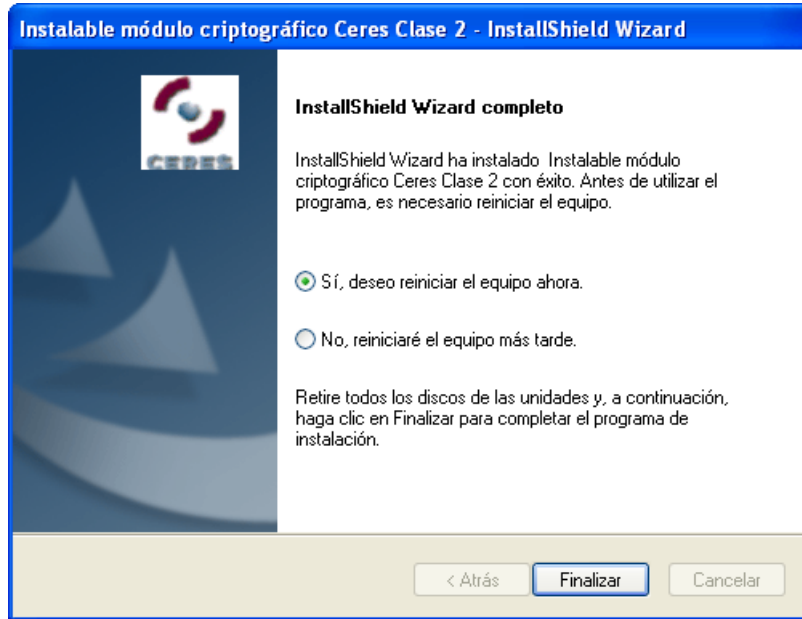 Instalable módulo criptográfico Ceres Clase 2 - InstallShield Wizard
CERES
InstallShield Wizard completo
InstallShield Wizard ha instalado Instalable módulo
criptográfico Ceres Clase 2 con éxito. Antes de utilizar el
programa, es necesario reiniciar el equipo.
Sí, deseo reiniciar el equipo ahora.
No, reiniciaré el equipo más tarde.
Retire todos los discos de las unidades y, a continuación,
haga clic en Finalizar para completar el programa de
instalación.
< Atrás
Finalizar
Cancelar